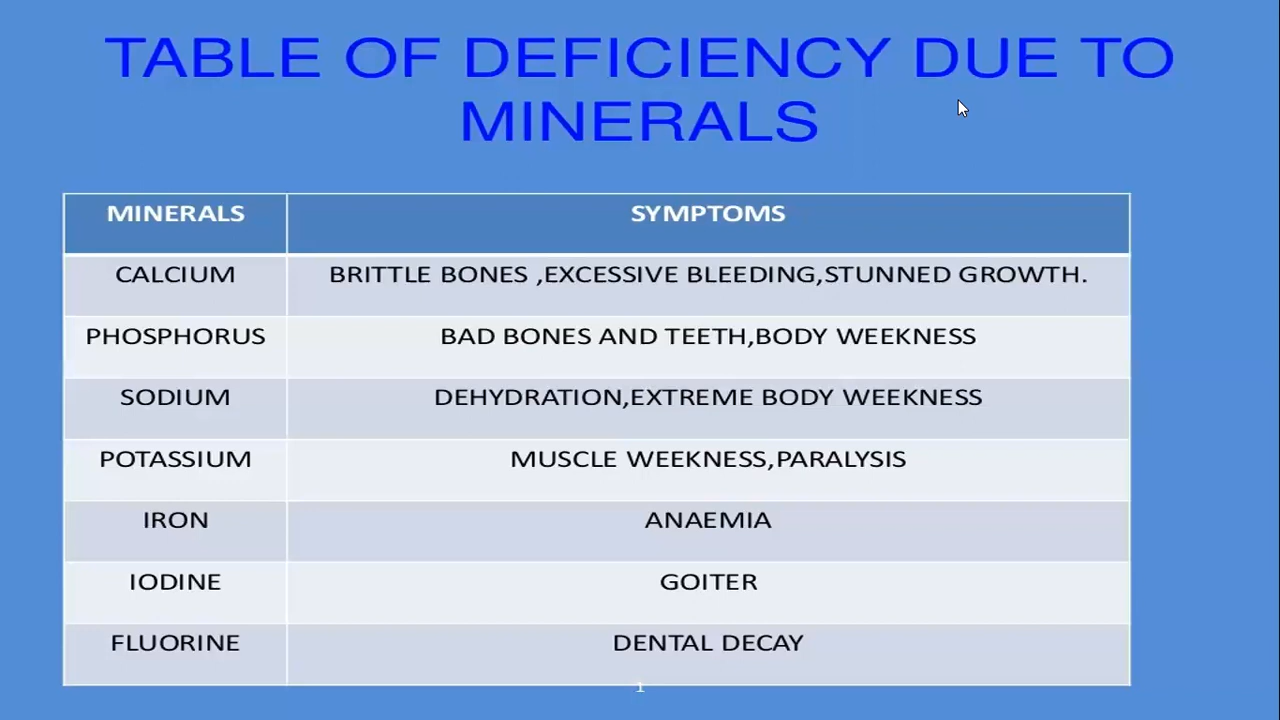 TABLE OF DEFICIENCY DUE TO
MINERALS
MINERALS SYMPTOMS
CALCIUM BRITTLE BONES ,EXCESSIVE BLEEDING,STUNNED GROWTH.
PHOSPHORUS BAD BONES AND TEETH,BODY WEEKNESS
SODIUM DEHYDRATION,EXTREME BODY WEEKNESS
POTASSIUM MUSCLE WEEKNESS,PARALYSIS
IRON ANAEMIA
IODINE GOITER
FLUORINE DENTAL DECAY
1